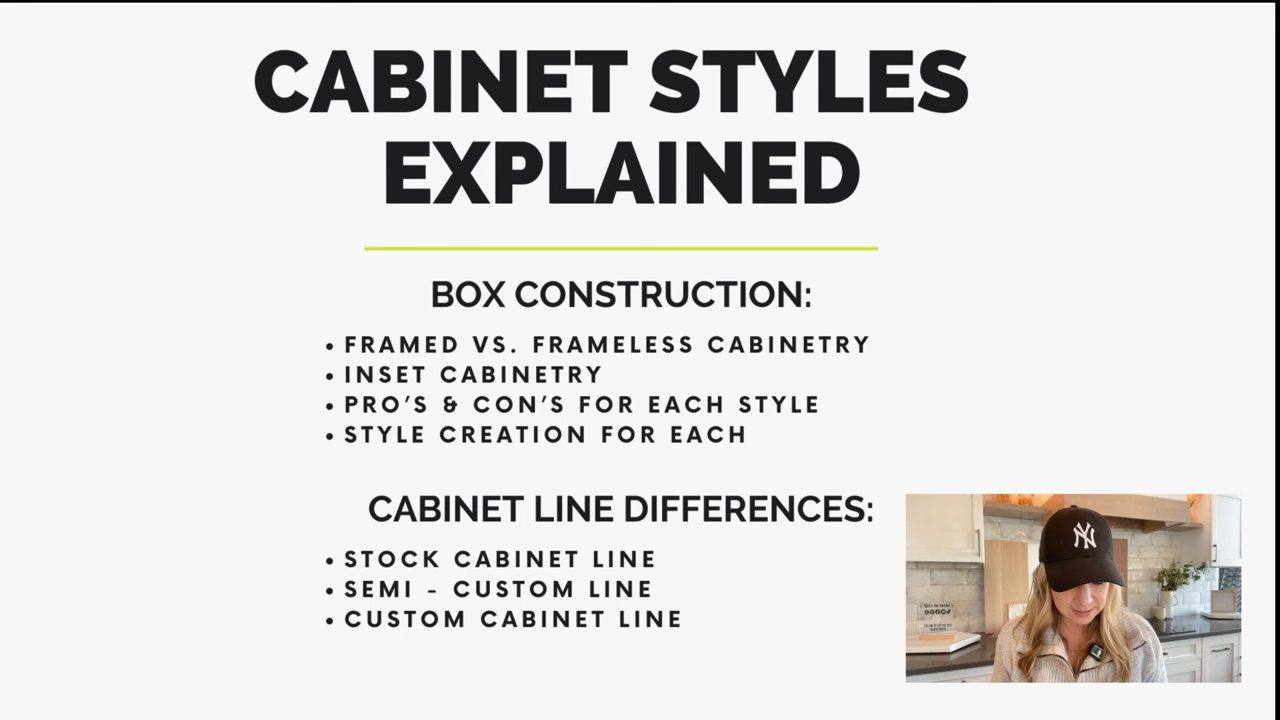 CABINET STYLES
EXPLAINED
BOX CONSTRUCTION:
• FRAMED VS. FRAMELESS CABINETRY
• INSET CABINETRY
• PRO'S & CON'S FOR EACH STYLE
• STYLE CREATION FOR EACH
CABINET LINE DIFFERENCES:
• STOCK CABINET LINE
• SEMI - CUSTOM LINE
• CUSTOM CABINET LINE
NY